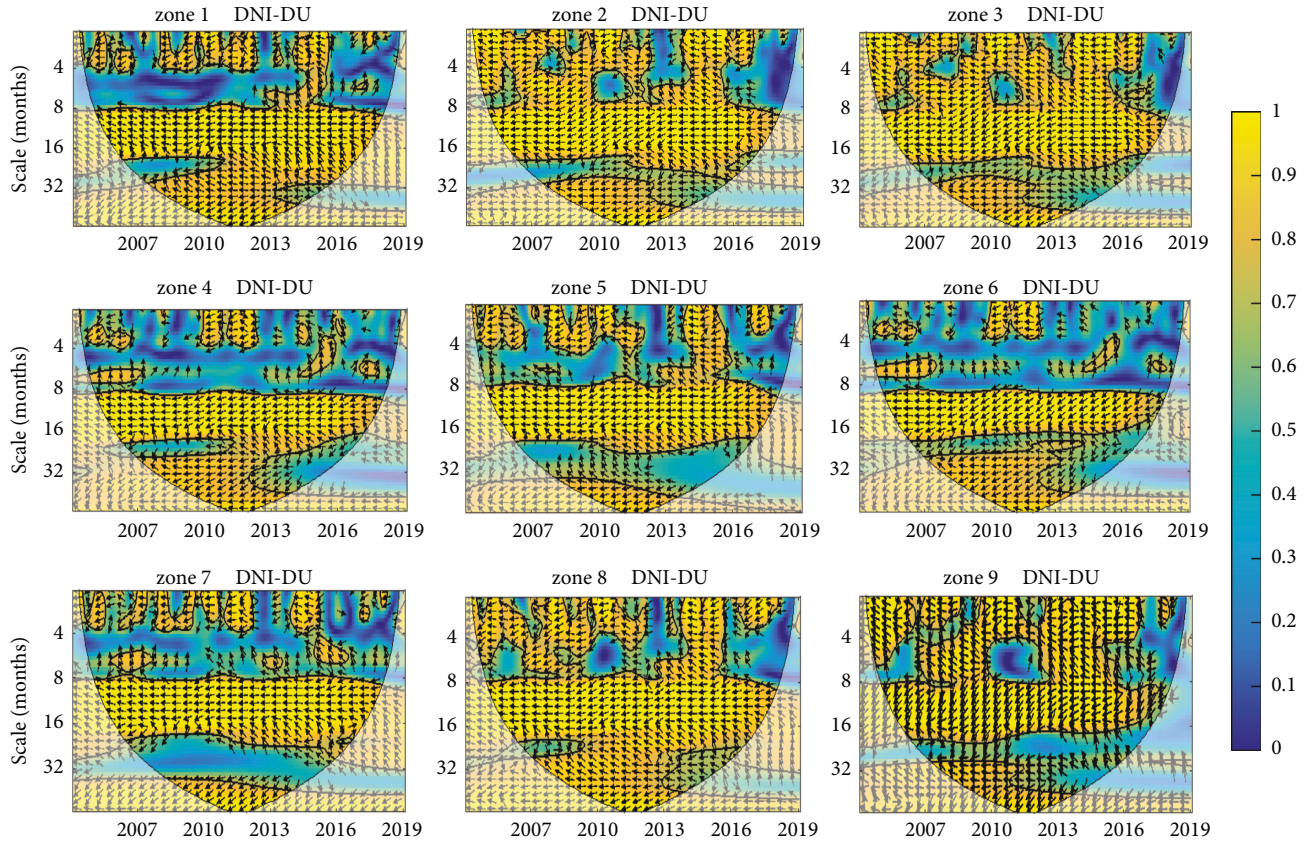 zone 1 DNI-DU
zone 2 DNI-DU
zone 3 DNI-DU
Scale (months)
4
8
16
32
2007 2010 2013 2016 2019
4
8
16
32
2007 2010 2013 2016 2019
4
8
16
32
2007 2010 2013 2016 2019
zone 4 DNI-DU
zone 5 DNI-DU
zone 6 DNI-DU
Scale (months)
4
8
16
32
2007 2010 2013 2016 2019
4
8
16
32
2007 2010 2013 2016 2019
4
8
16
32
2007 2010 2013 2016 2019
zone 7 DNI-DU
zone 8 DNI-DU
zone 9 DNI-DU
Scale (months)
4
8
16
32
2007 2010 2013 2016 2019
4
8
16
32
2007 2010 2013 2016 2019
4
8
16
32
2007 2010 2013 2016 2019
1
0.9
0.8
0.7
0.6
0.5
0.4
0.3
0.2
0.1
0